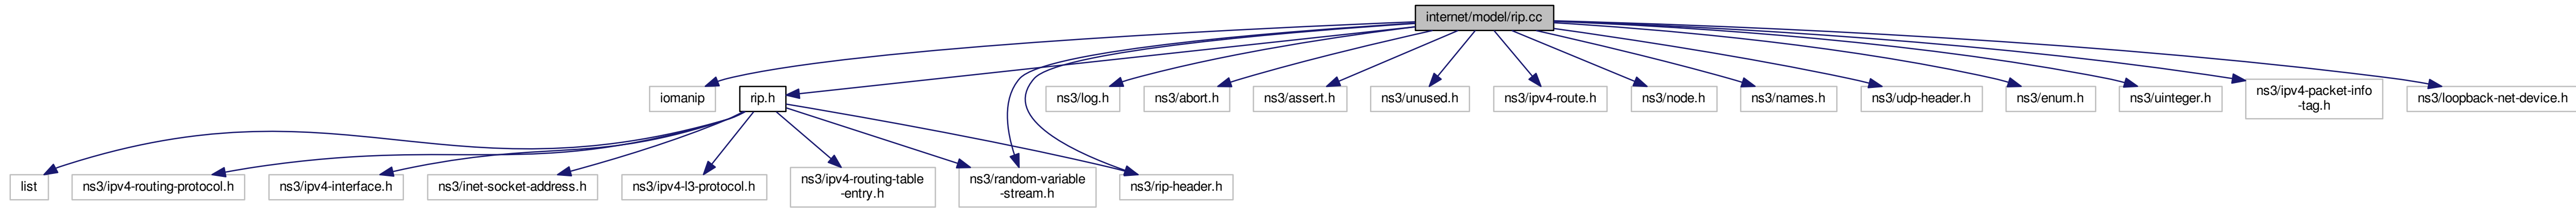 internet/model/rip.cc
iomanip
rip.h
ns3/log.h
ns3/abort.h
ns3/assert.h
ns3/unused.h
ns3/ipv4-route.h
ns3/node.h
ns3/names.h
ns3/udp-header.h
ns3/enum.h
ns3/uinteger.h
ns3/ipv4-packet-info
-tag.h
ns3/loopback-net-device.h
list
ns3/ipv4-routing-protocol.h
ns3/ipv4-interface.h
ns3/inet-socket-address.h
ns3/ipv4-l3-protocol.h
ns3/ipv4-routing-table
-entry.h
ns3/random-variable
-stream.h
ns3/rip-header.h